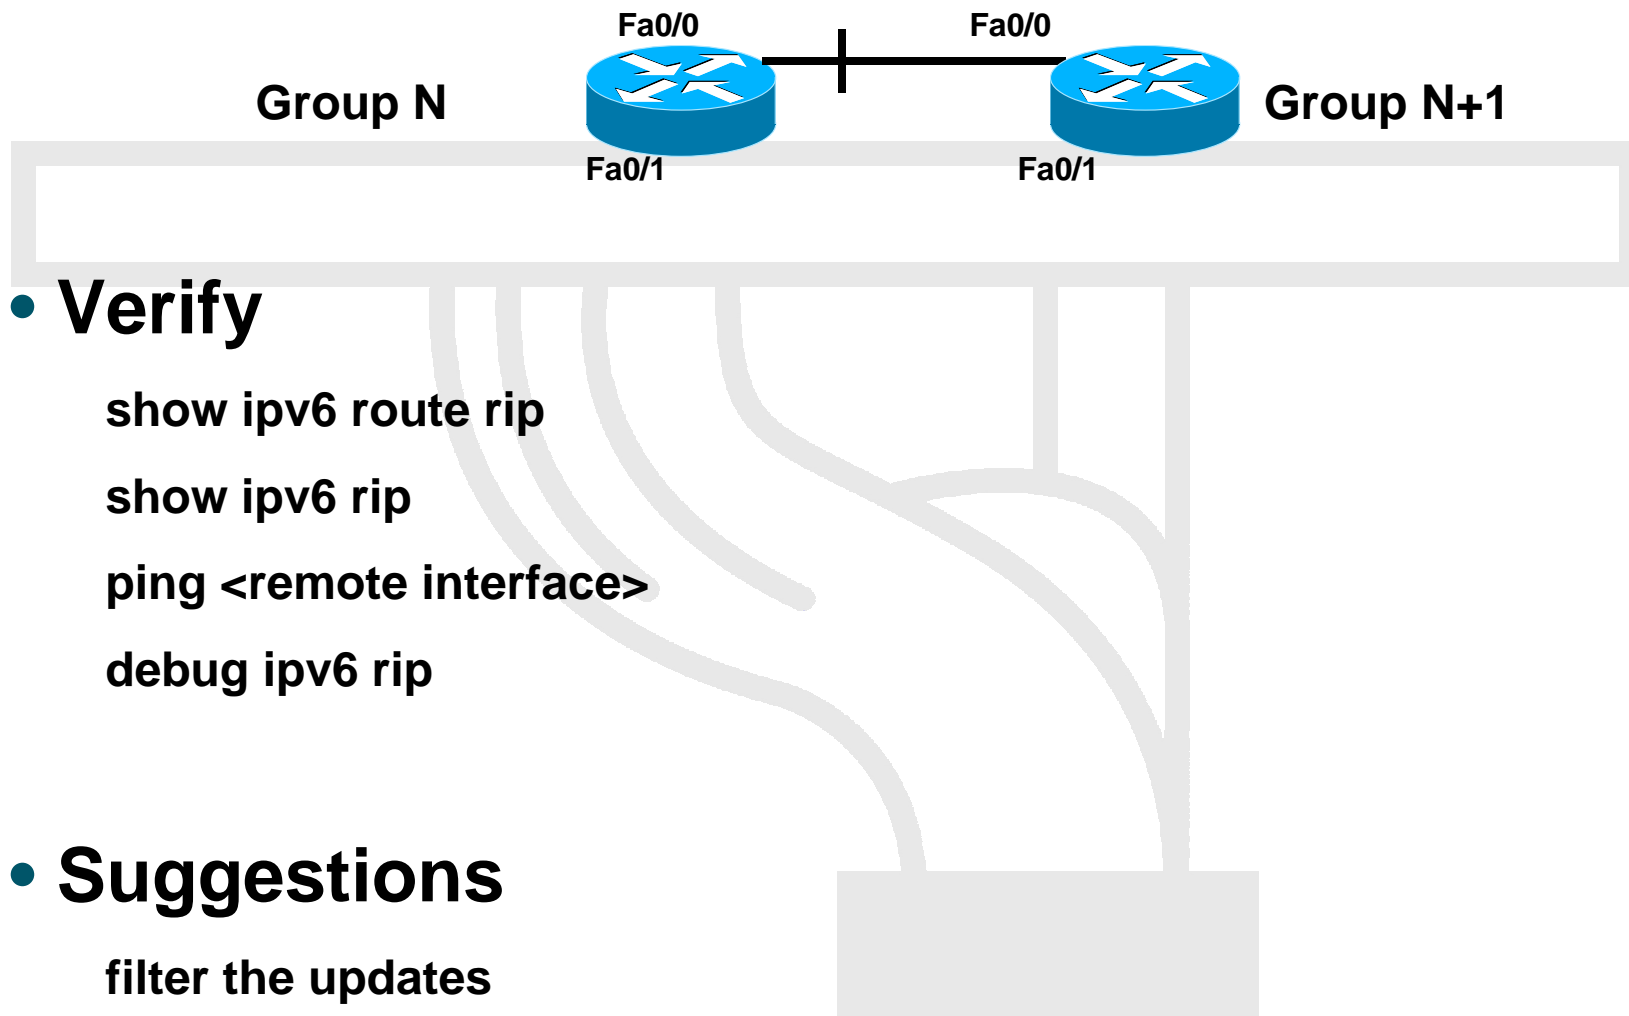 Fa0/0 Fa0/0
Group N Group N+1
Fa0/1 Fa0/1
• Verify
show ipv6 route rip
show ipv6 rip
ping <remote interface>
debug ipv6 rip
• Suggestions
filter the updates